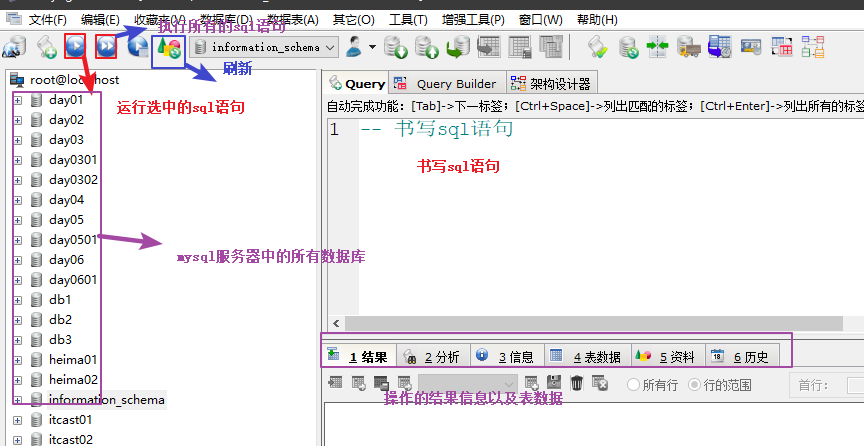 文件(F) 编辑(E) 收藏夹(V) 数据库(D) 数据表(A) 其它(O) 工具(T) 增强工具(P) 窗口(W) 帮助(H)
执行所有的sql语句
information_schema
刷新
root@localhost
运行选中的sql语句
day01
day02
day03
day0301
day0302
day04
day05
day0501
day06
day0601
db1
db2
db3
heima01
heima02
information_schema
itcast01
itcast02
mysql服务器中的所有数据库
Query Query Builder 架构设计器
自动完成功能: [Tab]->下一标签; [Ctrl+Space]->列出匹配的标签; [Ctrl+Enter]->列出所有的标签
1 -- 书写sql语句
书写sql语句
1 结果 2 分析 3 信息 4 表数据 5 资料 6 历史
所有行 行的范围 首行:
操作的结果信息以及表数据